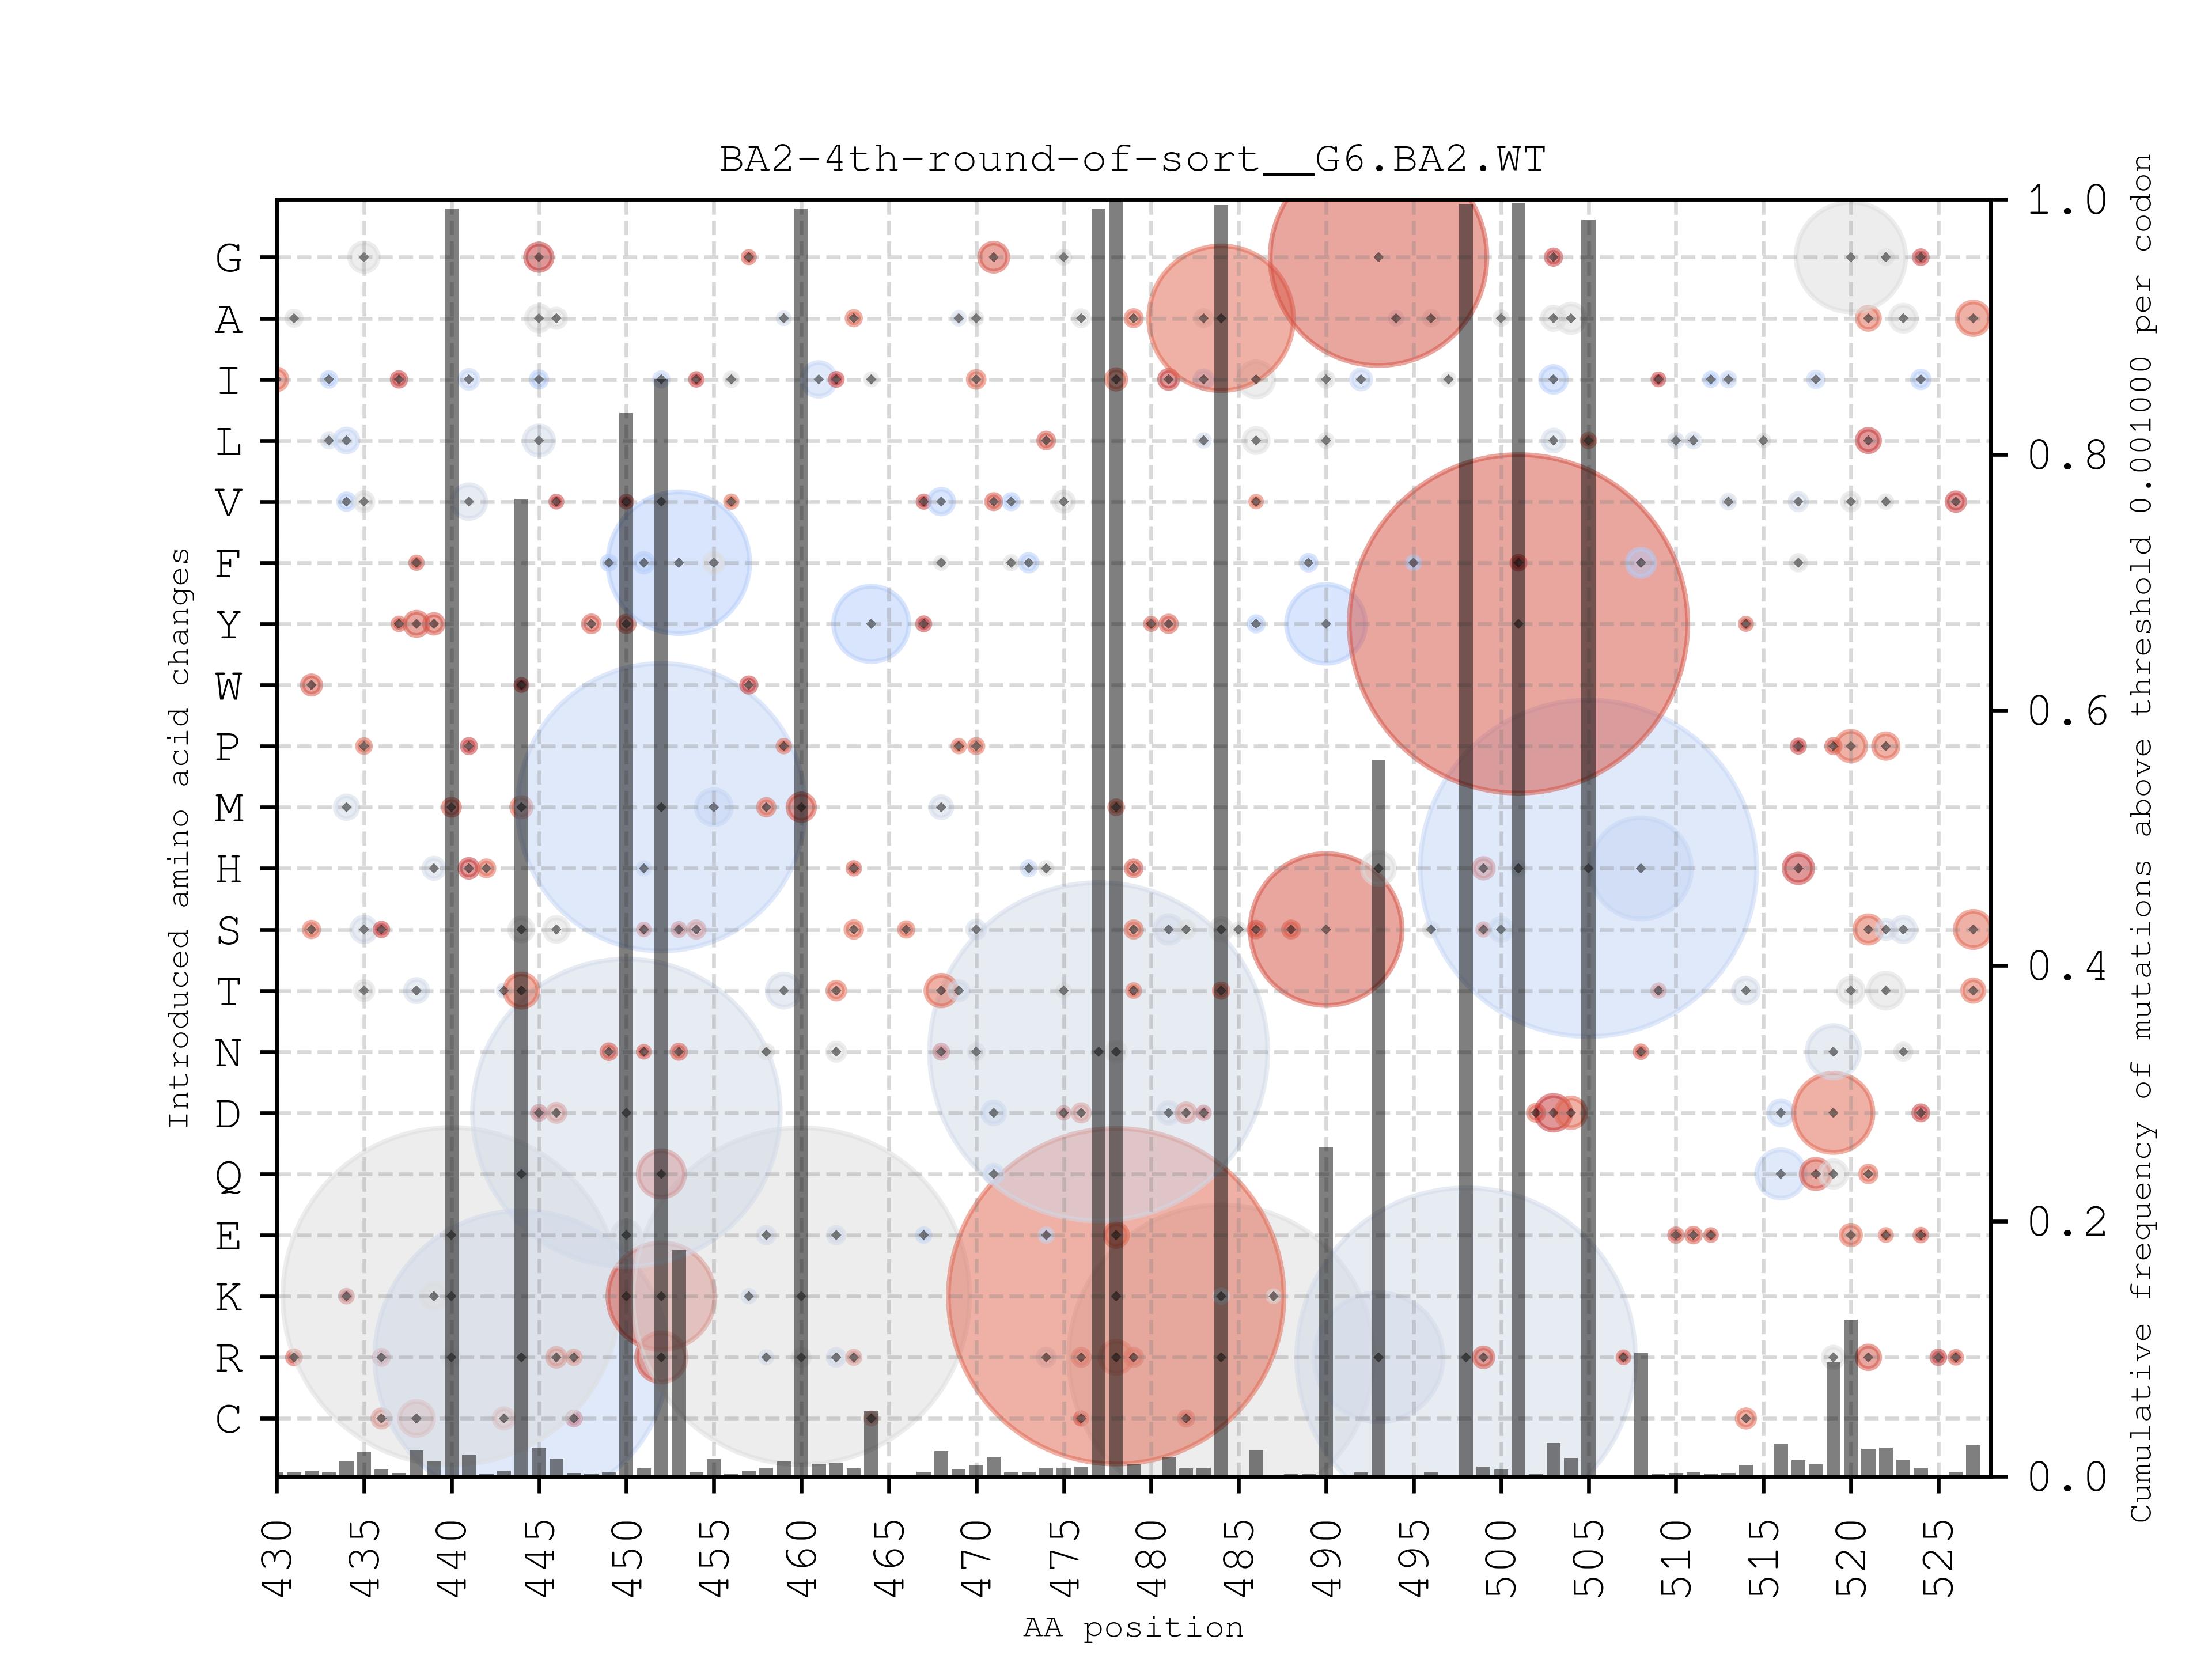 BA2-4th-round-of-sort__G6.BA2.WT
Introduced amino acid changes
G
A
I
L
V
F
Y
W
P
M
H
S
T
N
D
Q
E
K
R
C
1.0
0.8
0.6
0.4
0.2
0.0
Cumulative frequency of mutations above threshold 0.001000 per codon
430
435
440
445
450
455
460
465
470
475
480
485
490
495
500
505
510
515
520
525
AA position